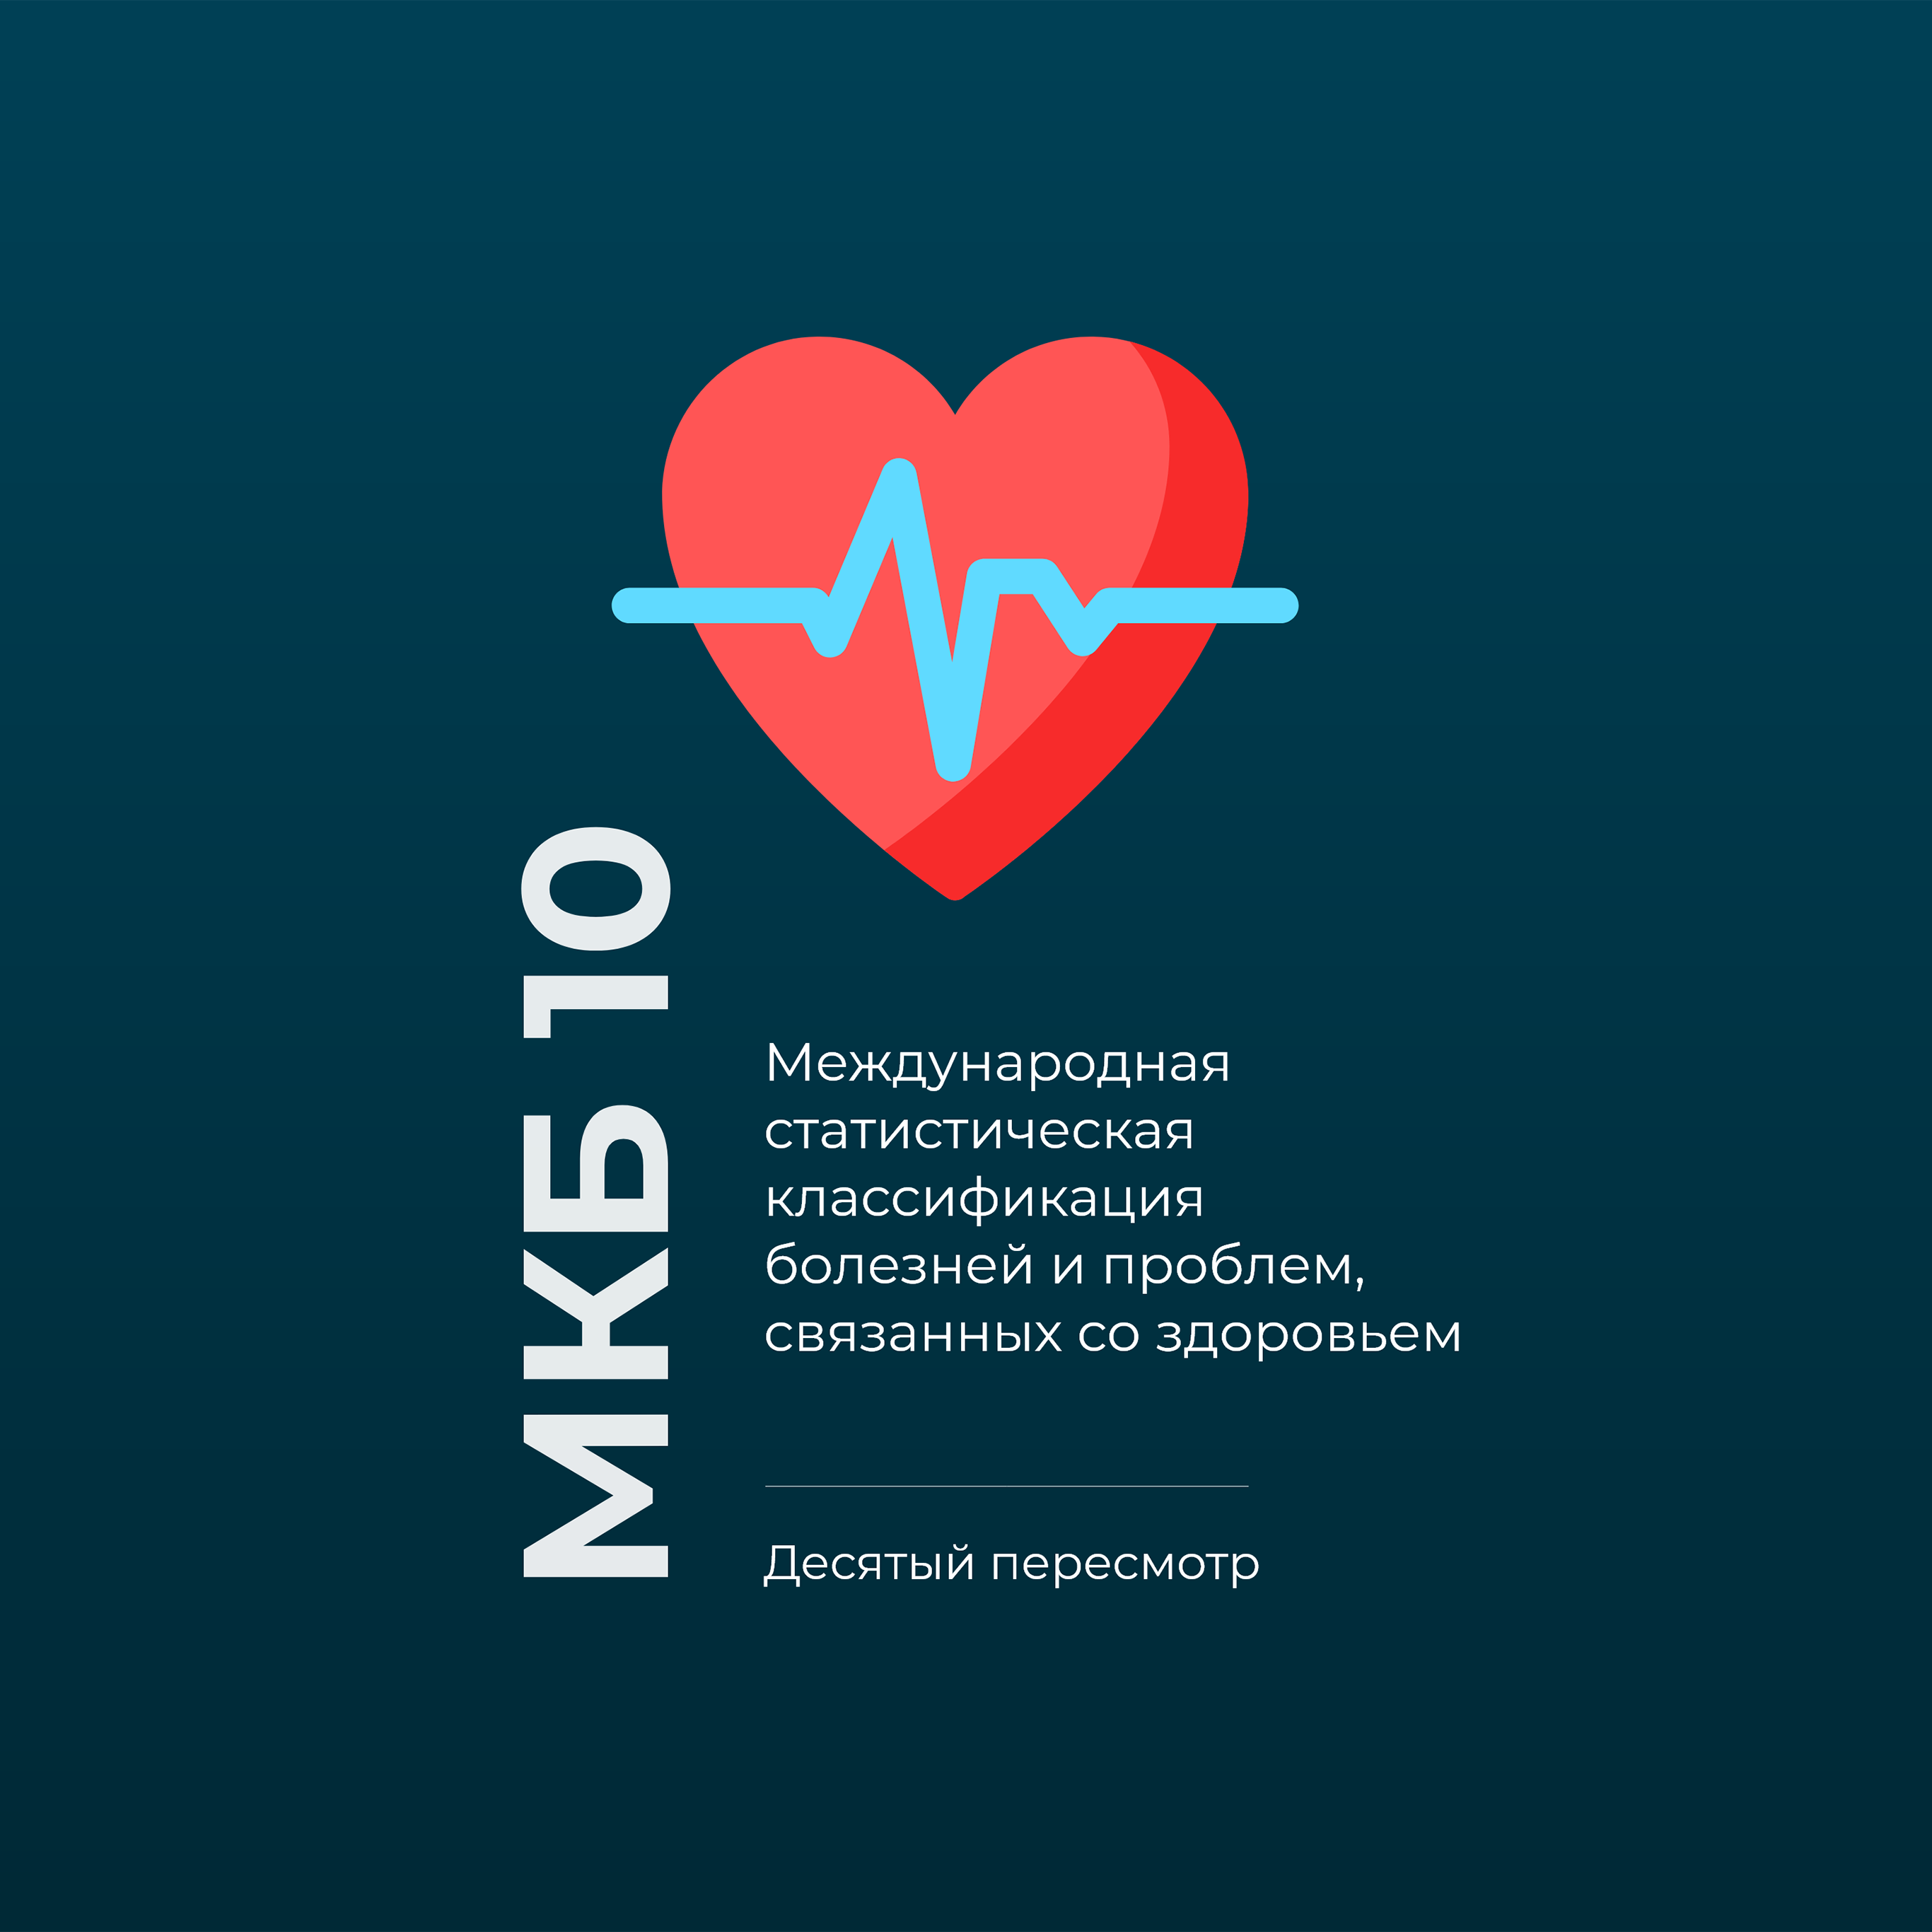 МКБ 10
Международная
статистическая
классификация
болезней и проблем,
связанных со здоровьем
Десятый пересмотр